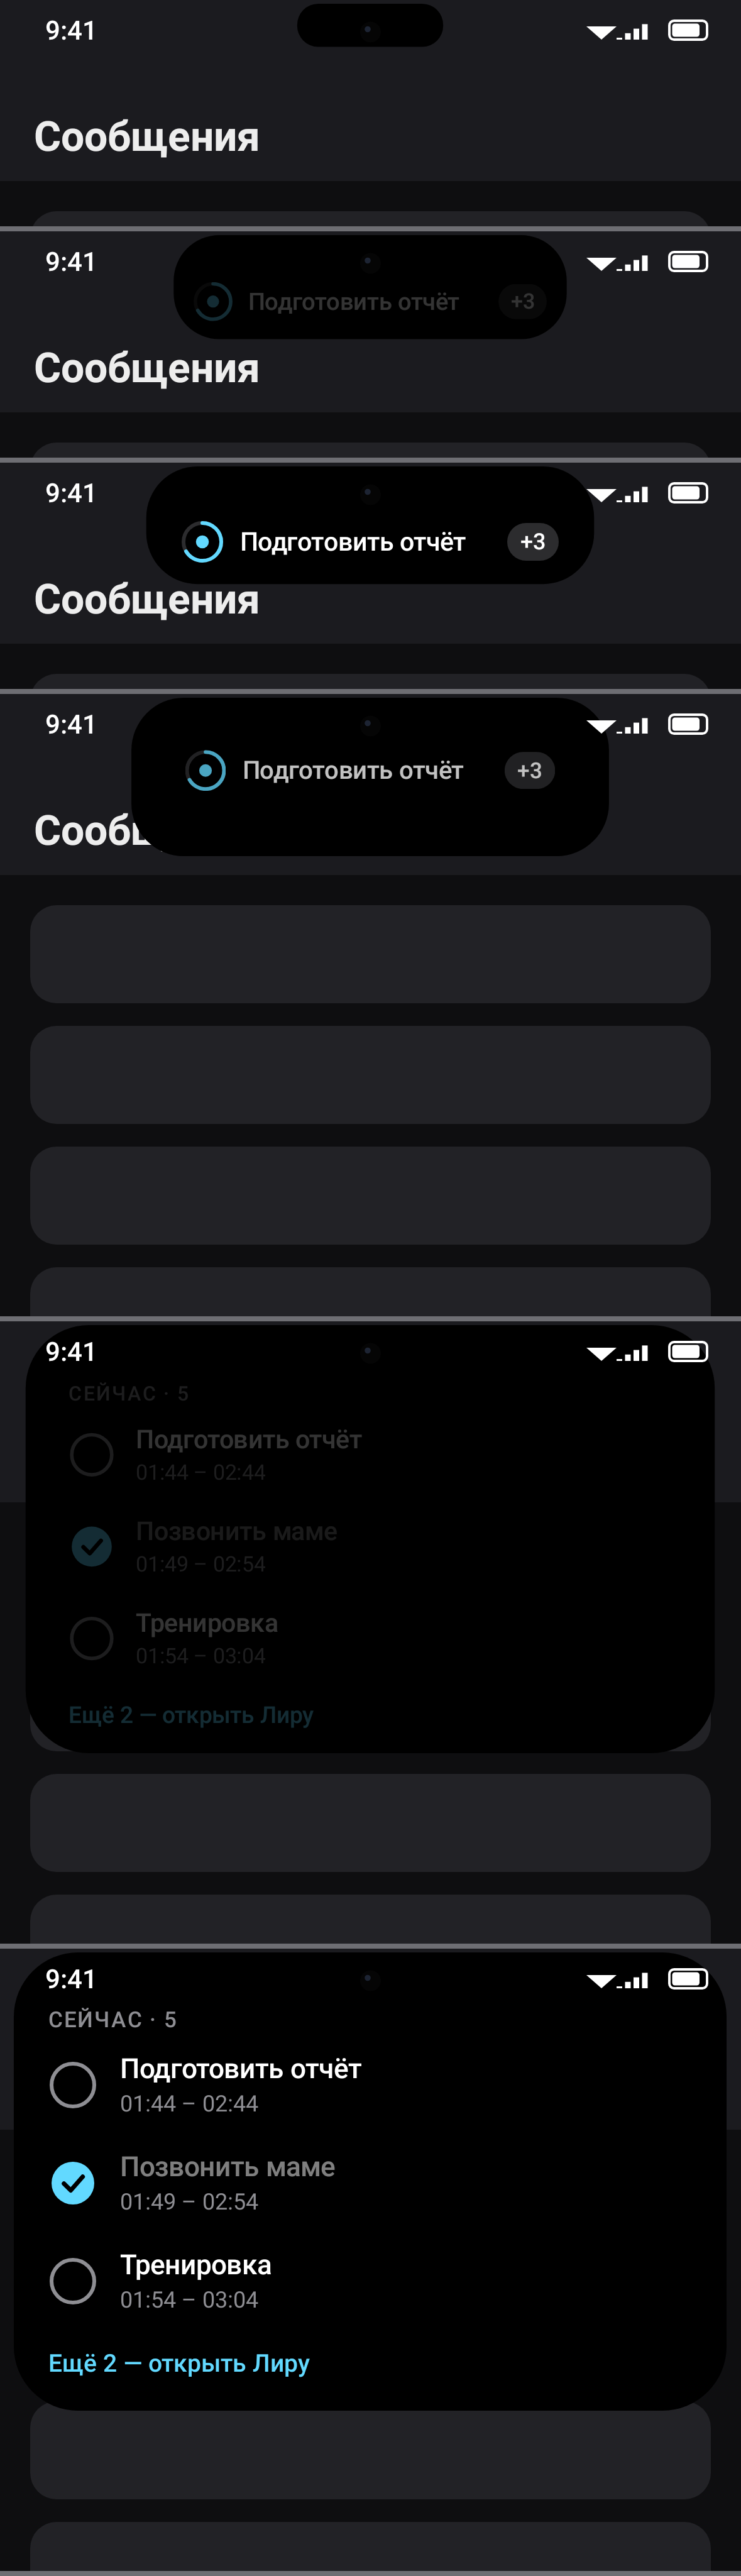 9:41
Сообщения
9:41
Подготовить отчёт +3
Сообщения
9:41
Подготовить отчёт +3
Сообщения
9:41
Подготовить отчёт +3
Сооб
9:41
СЕЙЧАС · 5
Подготовить отчёт
01:44 – 02:44
Позвонить маме
01:49 – 02:54
Тренировка
01:54 – 03:04
Ещё 2 — открыть Лиру
9:41
СЕЙЧАС · 5
Подготовить отчёт
01:44 – 02:44
Позвонить маме
01:49 – 02:54
Тренировка
01:54 – 03:04
Ещё 2 — открыть Лиру